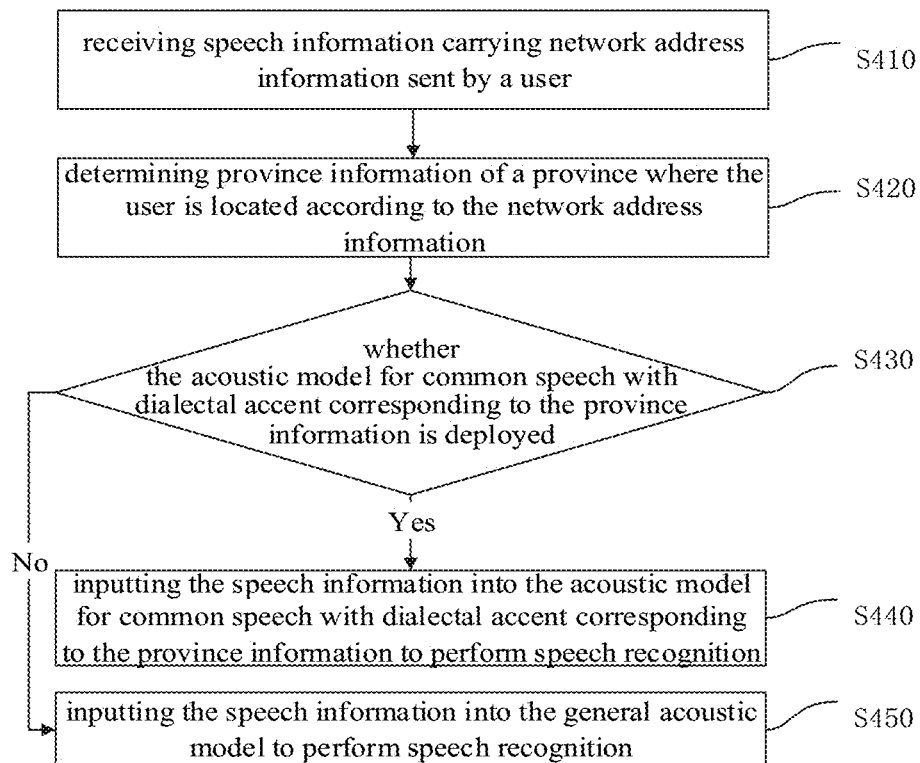 receiving speech information carrying network address
information sent by a user
S410
determining province information of a province where the
user is located according to the network address
information
S420
whether
the acoustic model for common speech with
dialectal accent corresponding to the province
information is deployed
S430
Yes
No
inputting the speech information into the acoustic model
for common speech with dialectal accent corresponding
to the province information to perform speech recognition
S440
inputting the speech information into the general acoustic
model to perform speech recognition
S450